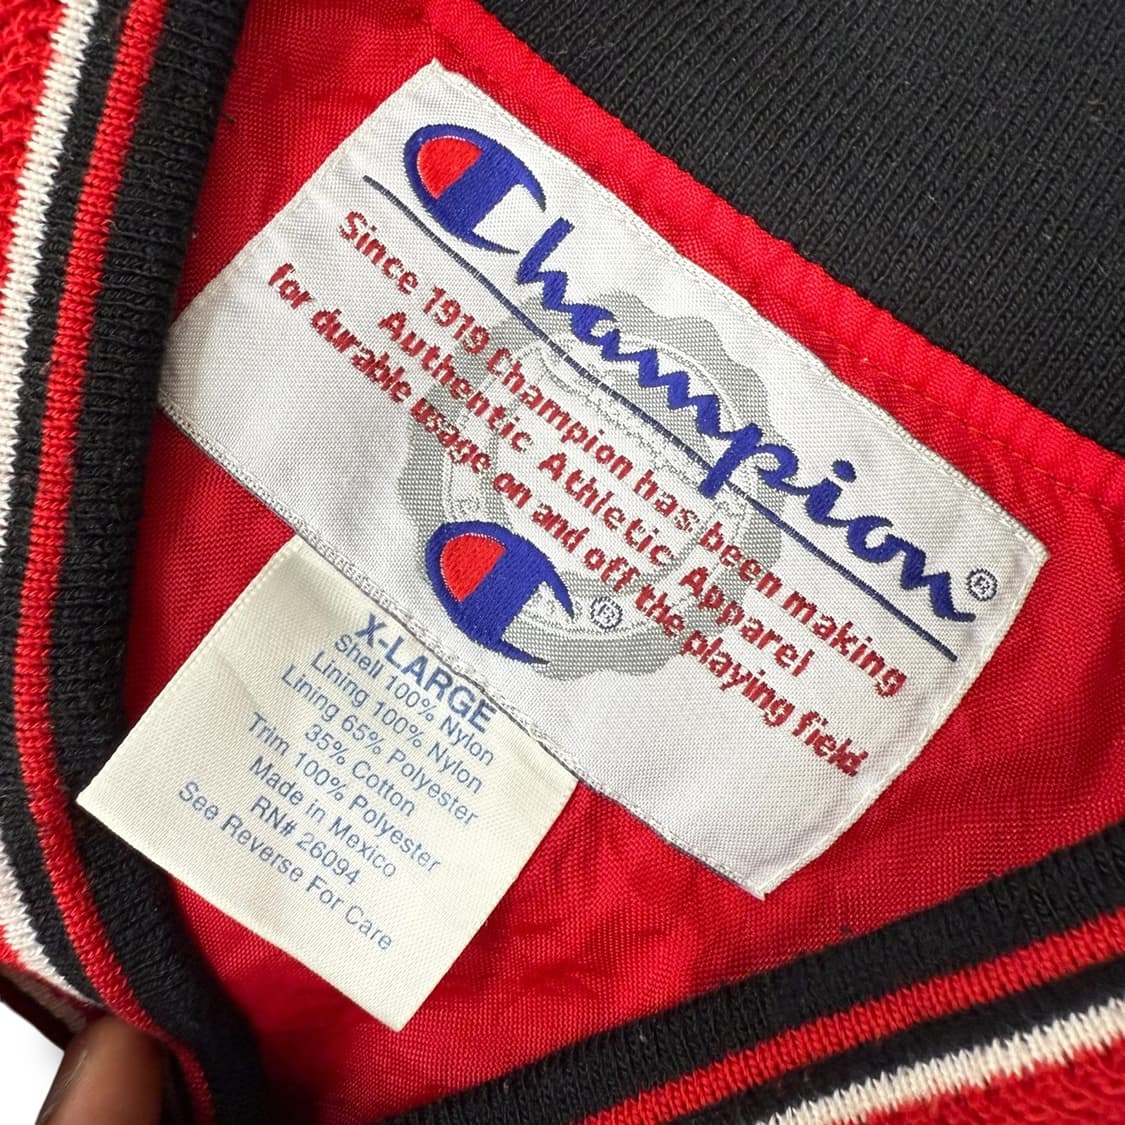 Champion®
Since 1919 Champion has been making
Authentic Athletic Apparel
for durable usage on and off the playing field.
®
X-LARGE
Shell 100% Nylon
Lining 100% Nylon
Lining 65% Polyester
35% Cotton
Trim 100% Polyester
Made in Mexico
RN# 26094
See Reverse For Care